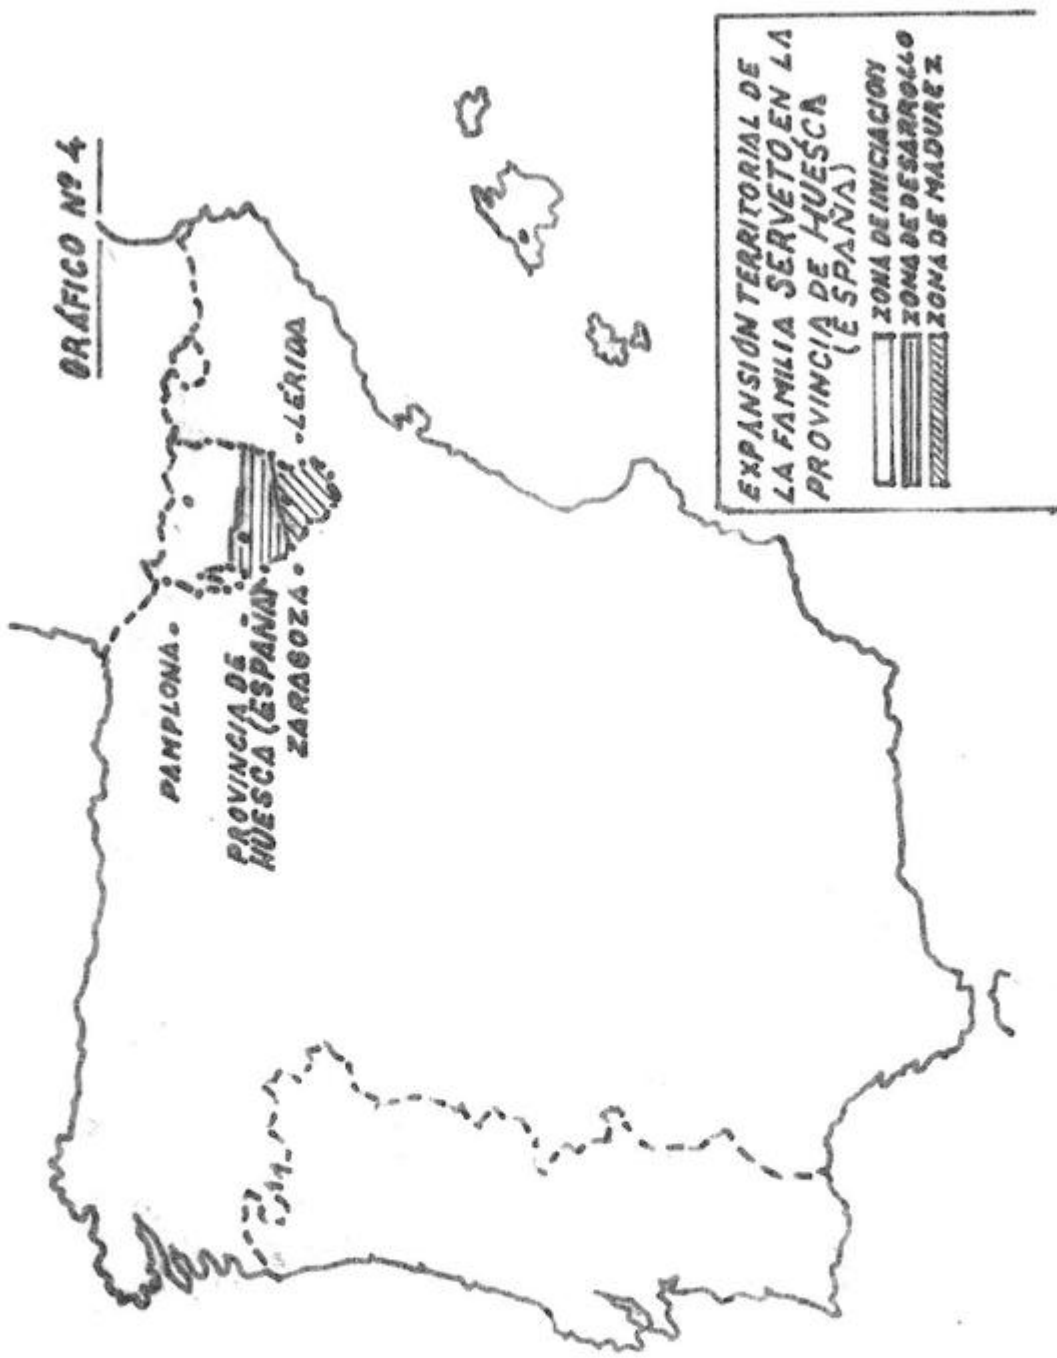 GRÁFICO Nº 4
PAMPLONA
PROVINCIA DE
HUESCA (ESPAÑA)
ZARAGOZA
LÉRIDA
EXPANSIÓN TERRITORIAL DE
LA FAMILIA SERVETO EN LA
PROVINCIA DE HUESCA
(ESPAÑA)
ZONA DE INICIACION
ZONA DE DESARROLLO
ZONA DE MADUREZ